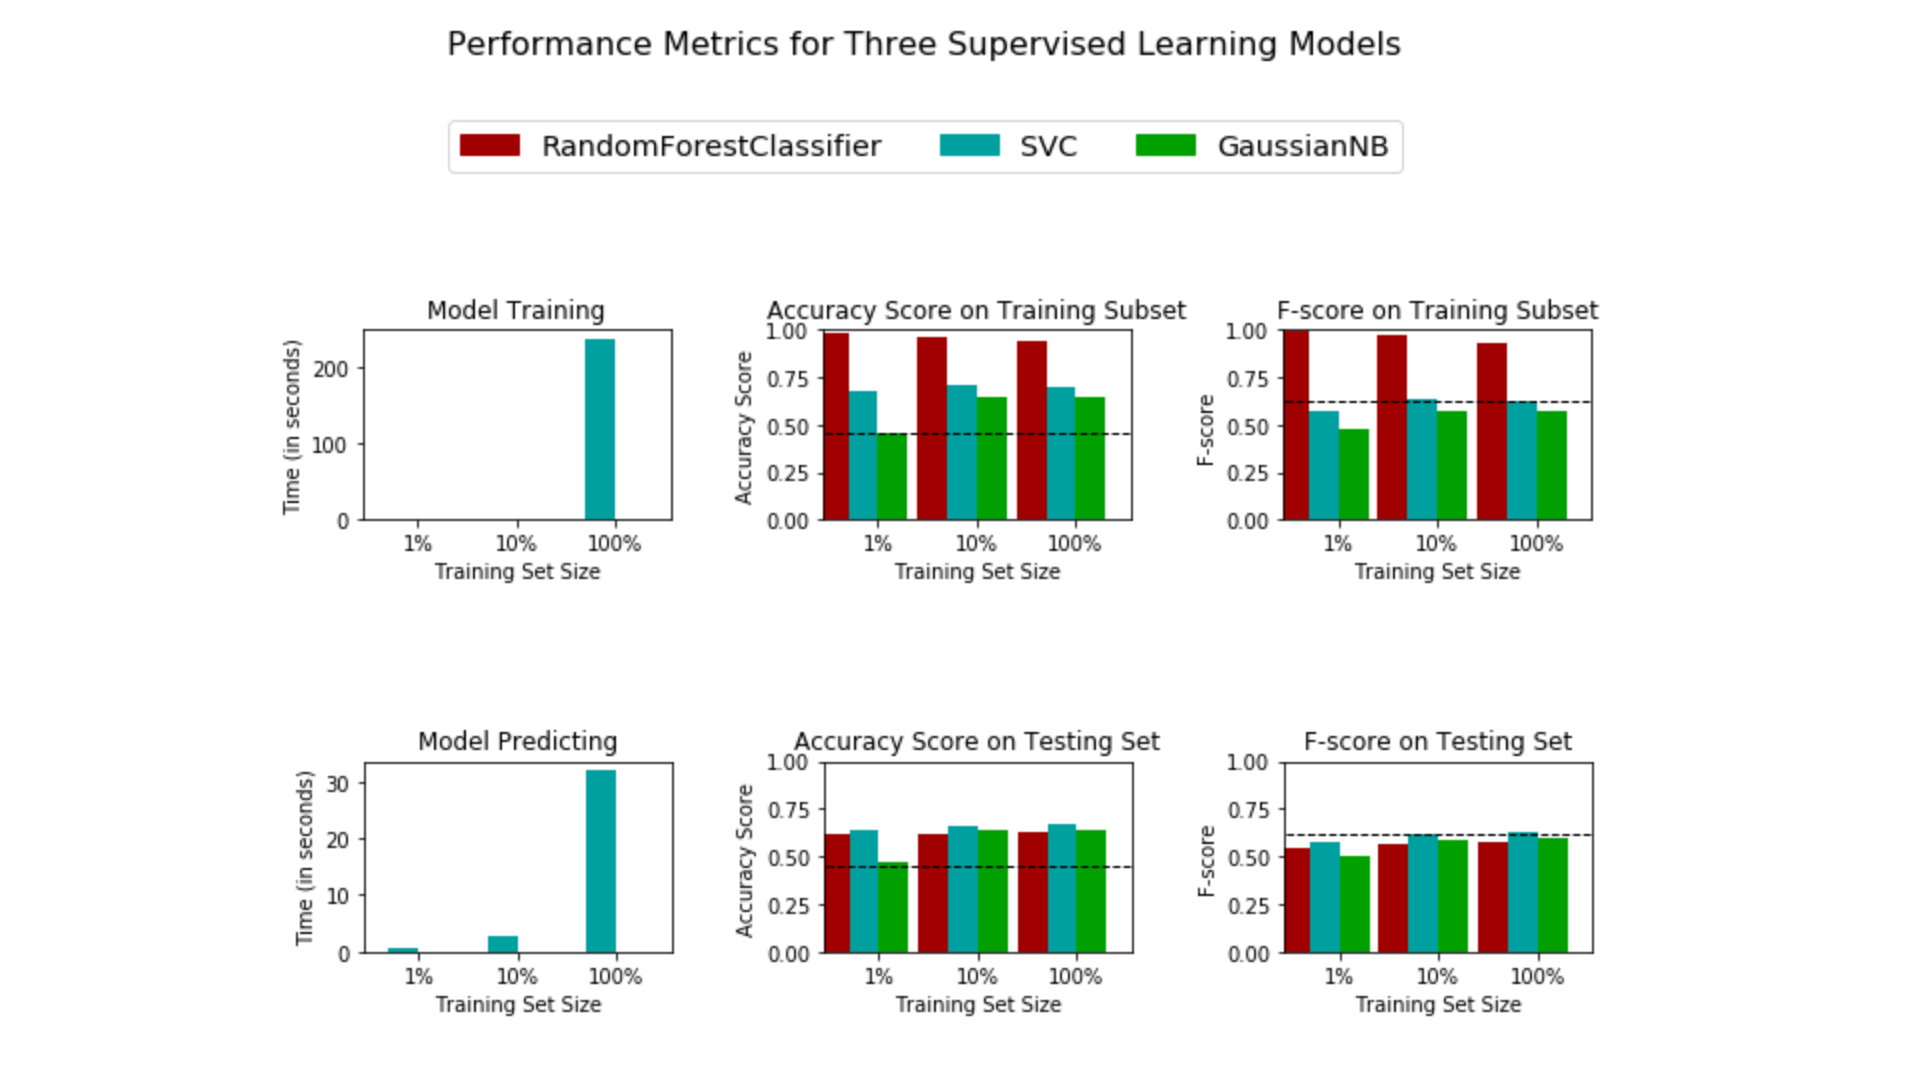 Performance Metrics for Three Supervised Learning Models
RandomForestClassifier SVC GaussianNB
Model Training
Time (in seconds)
200
100
0
1% 10% 100%
Training Set Size
Accuracy Score on Training Subset
Accuracy Score
1.00
0.75
0.50
0.25
0.00
1% 10% 100%
Training Set Size
F-score on Training Subset
F-score
1.00
0.75
0.50
0.25
0.00
1% 10% 100%
Training Set Size
Model Predicting
Time (in seconds)
30
20
10
0
1% 10% 100%
Training Set Size
Accuracy Score on Testing Set
Accuracy Score
1.00
0.75
0.50
0.25
0.00
1% 10% 100%
Training Set Size
F-score on Testing Set
F-score
1.00
0.75
0.50
0.25
0.00
1% 10% 100%
Training Set Size